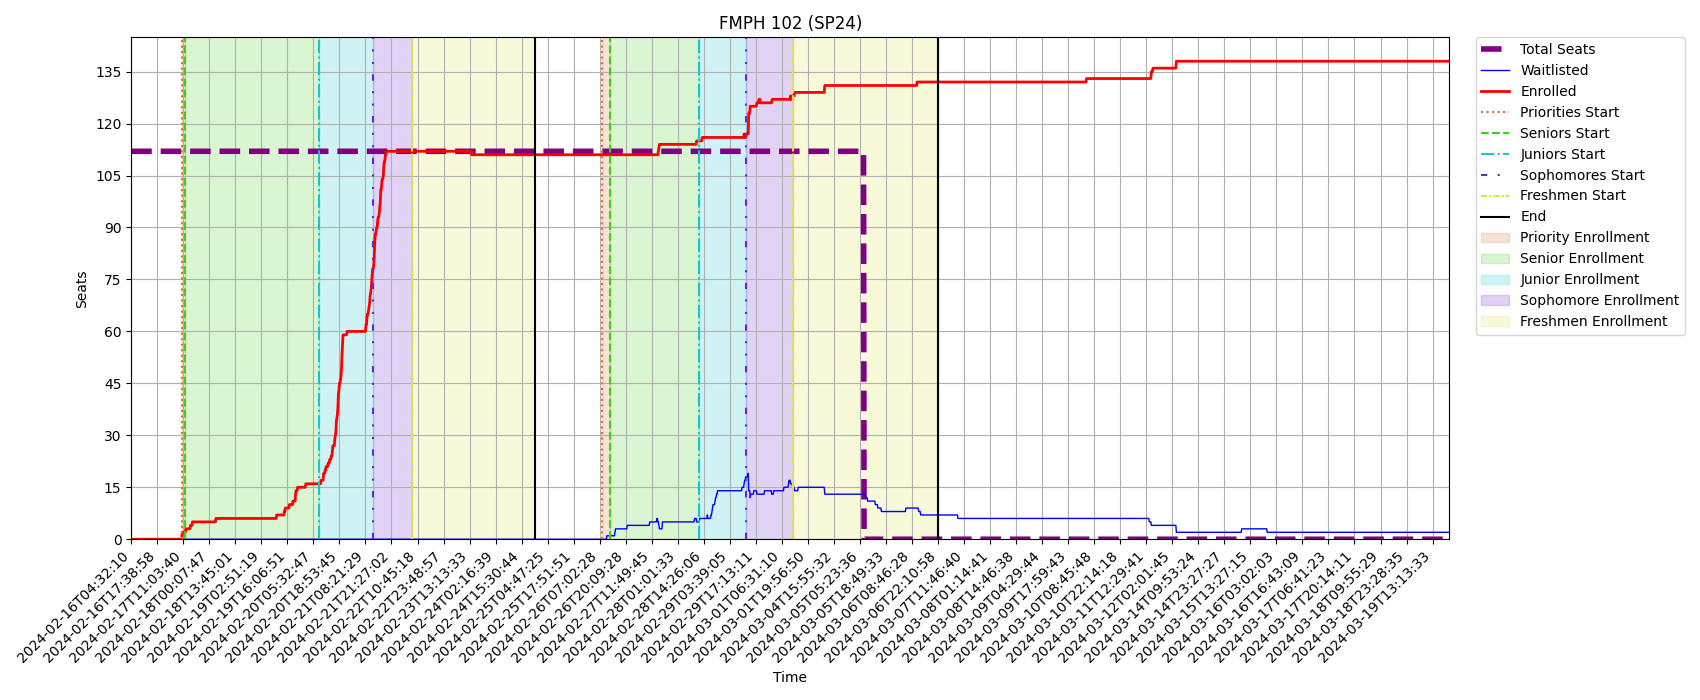 FMPH 102 (SP24)
Seats
135
120
105
90
75
60
45
30
15
0
2024-02-16T04:32:10
2024-02-16T17:38:58
2024-02-17T11:03:40
2024-02-18T00:07:47
2024-02-18T13:45:01
2024-02-19T02:51:19
2024-02-19T16:06:51
2024-02-20T05:32:47
2024-02-20T18:53:45
2024-02-21T08:21:29
2024-02-21T21:27:02
2024-02-22T10:45:18
2024-02-22T23:48:57
2024-02-23T13:13:33
2024-02-24T02:16:39
2024-02-24T15:30:44
2024-02-25T04:47:25
2024-02-25T17:51:51
2024-02-26T07:02:28
2024-02-26T20:09:28
2024-02-27T11:49:45
2024-02-28T01:01:33
2024-02-28T14:26:06
2024-02-29T03:39:05
2024-02-29T17:13:11
2024-03-01T06:31:10
2024-03-01T19:56:50
2024-03-04T15:55:32
2024-03-05T05:23:36
2024-03-05T18:49:33
2024-03-06T08:46:28
2024-03-06T22:10:58
2024-03-07T11:46:40
2024-03-08T01:14:41
2024-03-08T14:46:38
2024-03-09T04:29:44
2024-03-09T17:59:43
2024-03-10T08:45:48
2024-03-10T22:14:18
2024-03-11T12:29:41
2024-03-12T02:01:45
2024-03-14T09:53:24
2024-03-14T23:27:27
2024-03-15T13:27:15
2024-03-16T03:02:03
2024-03-16T16:43:09
2024-03-17T06:41:23
2024-03-17T20:14:11
2024-03-18T09:55:29
2024-03-18T23:28:35
2024-03-19T13:13:33
Time
Total Seats
Waitlisted
Enrolled
Priorities Start
Seniors Start
Juniors Start
Sophomores Start
Freshmen Start
End
Priority Enrollment
Senior Enrollment
Junior Enrollment
Sophomore Enrollment
Freshmen Enrollment